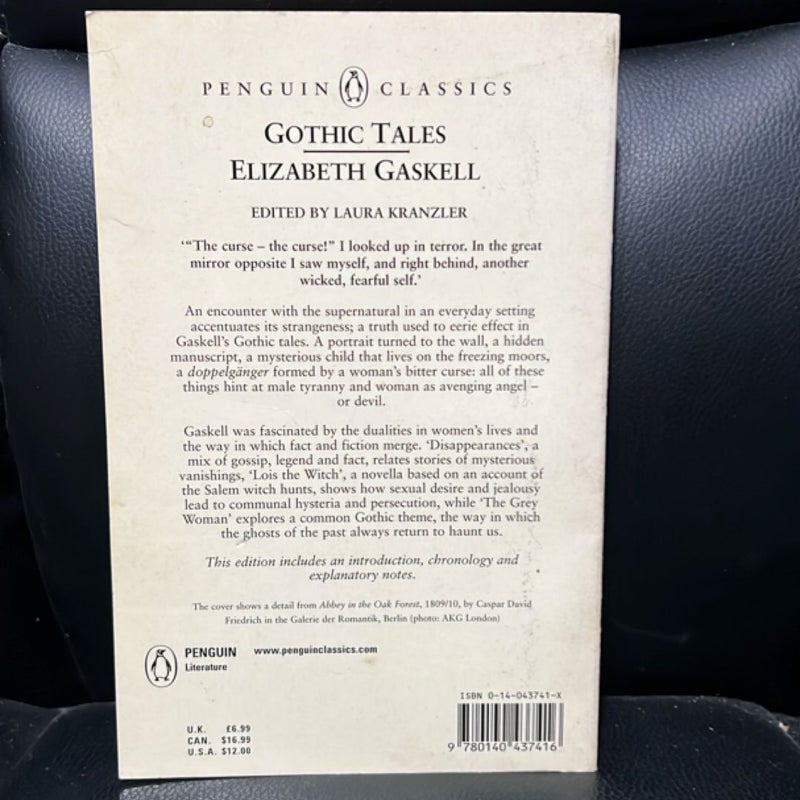 PENGUIN CLASSICS
GOTHIC TALES
ELIZABETH GASKELL
EDITED BY LAURA KRANZLER
‘“The curse – the curse!” I looked up in terror. In the great
mirror opposite I saw myself, and right behind, another
wicked, fearful self.’
An encounter with the supernatural in an everyday setting
accentuates its strangeness; a truth used to eerie effect in
Gaskell’s Gothic tales. A portrait turned to the wall, a hidden
manuscript, a mysterious child that lives on the freezing moors,
a doppelgänger formed by a woman’s bitter curse: all of these
things hint at male tyranny and woman as avenging angel –
or devil.
Gaskell was fascinated by the dualities in women’s lives and
the way in which fact and fiction merge. ‘Disappearances’, a
mix of gossip, legend and fact, relates stories of mysterious
vanishings, ‘Lois the Witch’, a novella based on an account of
the Salem witch hunts, shows how sexual desire and jealousy
lead to communal hysteria and persecution, while ‘The Grey
Woman’ explores a common Gothic theme, the way in which
the ghosts of the past always return to haunt us.
This edition includes an introduction, chronology and
explanatory notes.
The cover shows a detail from Abbey in the Oak Forest, 1809/10, by Caspar David
Friedrich in the Galerie der Romantik, Berlin (photo: AKG London)
PENGUIN www.penguinclassics.com
Literature
ISBN 0-14-043741-X
U.K. £6.99
CAN. $16.99
U.S.A. $12.00
9 780140 437416